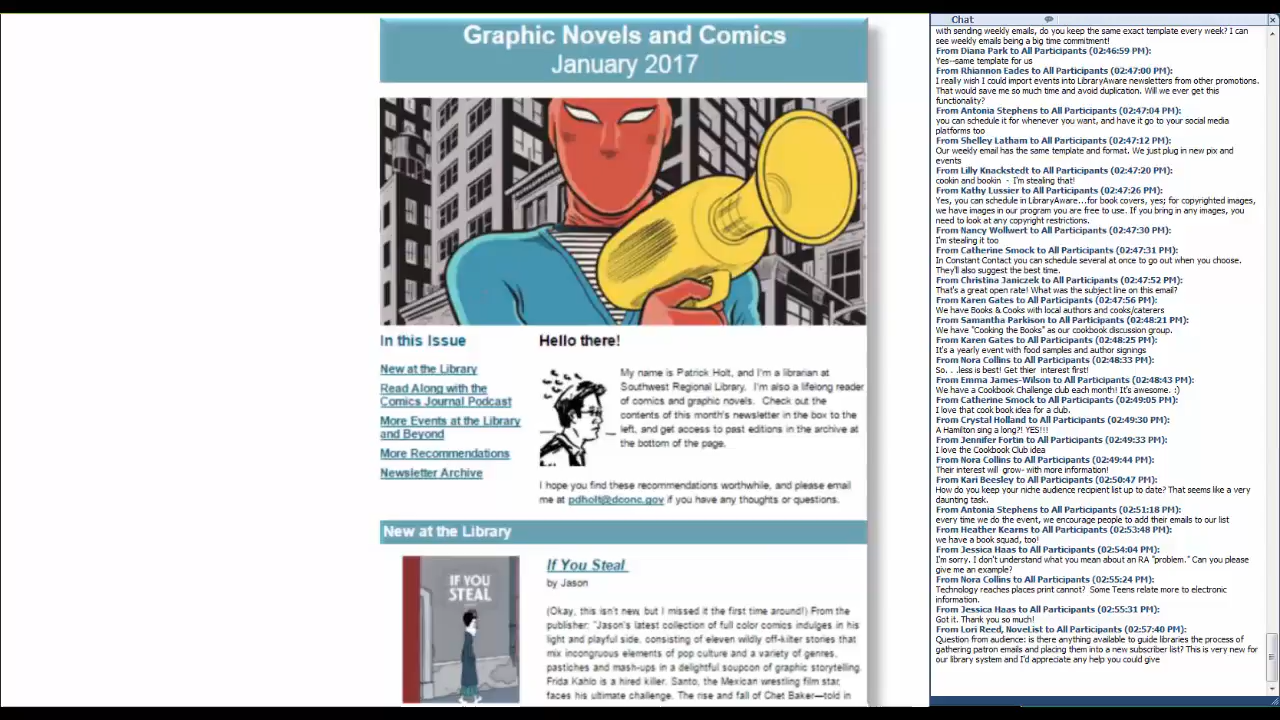 Graphic Novels and Comics
January 2017
In this Issue
New at the Library
Read Along with the
Comics Journal Podcast
More Events at the Library
and Beyond
More Recommendations
Newsletter Archive
Hello there!
My name is Patrick Holt, and I'm a librarian at
Southwest Regional Library. I'm also a lifelong reader
of comics and graphic novels. Check out the
contents of this month's newsletter in the box to the
left, and get access to past editions in the archive at
the bottom of the page.
I hope you find these recommendations worthwhile, and please email
me at pdholt@dconc.gov if you have any thoughts or questions.
New at the Library
IF YOU
STEAL
If You Steal
by Jason
(Okay, this isn't new, but I missed it the first time around!) From the
publisher: "Jason's latest collection of full color comics indulges in his
light and playful side, consisting of eleven wildly off-kilter stories that
mix incongruous elements of pop culture and a variety of genres,
pastiches and mash-ups in a delightful soupcon of graphic storytelling.
Frida Kahlo is a hired killer. Santo, the Mexican wrestling film star,
faces his ultimate challenge. The rise and fall of Chet Baker—told in
Chat
with sending weekly emails, do you keep the same exact template every week? I can
see weekly emails being a big time commitment!
From Diana Park to All Participants (02:46:59 PM):
Yes--same template for us
From Rhiannon Eades to All Participants (02:47:00 PM):
I really wish I could import events into LibraryAware newsletters from other promotions.
That would save me so much time and avoid duplication. Will we ever get this
functionality?
From Antonia Stephens to All Participants (02:47:04 PM):
you can schedule it for whenever you want, and have it go to your social media
platforms too
From Shelley Latham to All Participants (02:47:12 PM):
Our weekly email has the same template and format. We just plug in new pix and
events
From Lilly Knackstedt to All Participants (02:47:20 PM):
cookin and bookin - I'm stealing that!
From Kathy Lussier to All Participants (02:47:26 PM):
Yes, you can schedule in LibraryAware...for book covers, yes; for copyrighted images,
we have images in our program you are free to use. If you bring in any images, you
need to look at any copyright restrictions.
From Nancy Wollwert to All Participants (02:47:30 PM):
I'm stealing it too
From Catherine Smock to All Participants (02:47:31 PM):
In Constant Contact you can schedule several at once to go out when you choose.
They'll also suggest the best time.
From Christina Janiczek to All Participants (02:47:52 PM):
That's a great open rate! What was the subject line on this email?
From Karen Gates to All Participants (02:47:56 PM):
We have Books & Cooks with local authors and cooks/caterers
From Samantha Parkison to All Participants (02:48:21 PM):
We have "Cooking the Books" as our cookbook discussion group.
From Karen Gates to All Participants (02:48:25 PM):
It's a yearly event with food samples and author signings
From Nora Collins to All Participants (02:48:33 PM):
So. . .less is best! Get thier interest first!
From Emma James-Wilson to All Participants (02:48:43 PM):
We have a Cookbook Challenge club each month! It's awesome. :)
From Catherine Smock to All Participants (02:49:05 PM):
I love that cook book idea for a club.
From Crystal Holland to All Participants (02:49:30 PM):
A Hamilton sing a long?! YES!!!
From Jennifer Fortin to All Participants (02:49:33 PM):
I love the Cookbook Club idea
From Nora Collins to All Participants (02:49:44 PM):
Their interest will grow- with more information!
From Kari Beesley to All Participants (02:50:47 PM):
How do you keep your niche audience recipient list up to date? That seems like a very
daunting task.
From Antonia Stephens to All Participants (02:51:18 PM):
every time we do the event, we encourage people to add their emails to our list
From Heather Kearns to All Participants (02:53:48 PM):
we have a book squad, too!
From Jessica Haas to All Participants (02:54:04 PM):
I'm sorry. I don't understand what you mean about an RA "problem." Can you please
give me an example?
From Nora Collins to All Participants (02:55:24 PM):
Technology reaches places print cannot? Some Teens relate more to electronic
information.
From Jessica Haas to All Participants (02:55:31 PM):
Got it. Thank you so much!
From Lori Reed, NoveList to All Participants (02:57:40 PM):
Question from audience: is there anything available to guide libraries the process of
gathering patron emails and placing them into a new subscriber list? This is very new for
our library system and I'd appreciate any help you could give